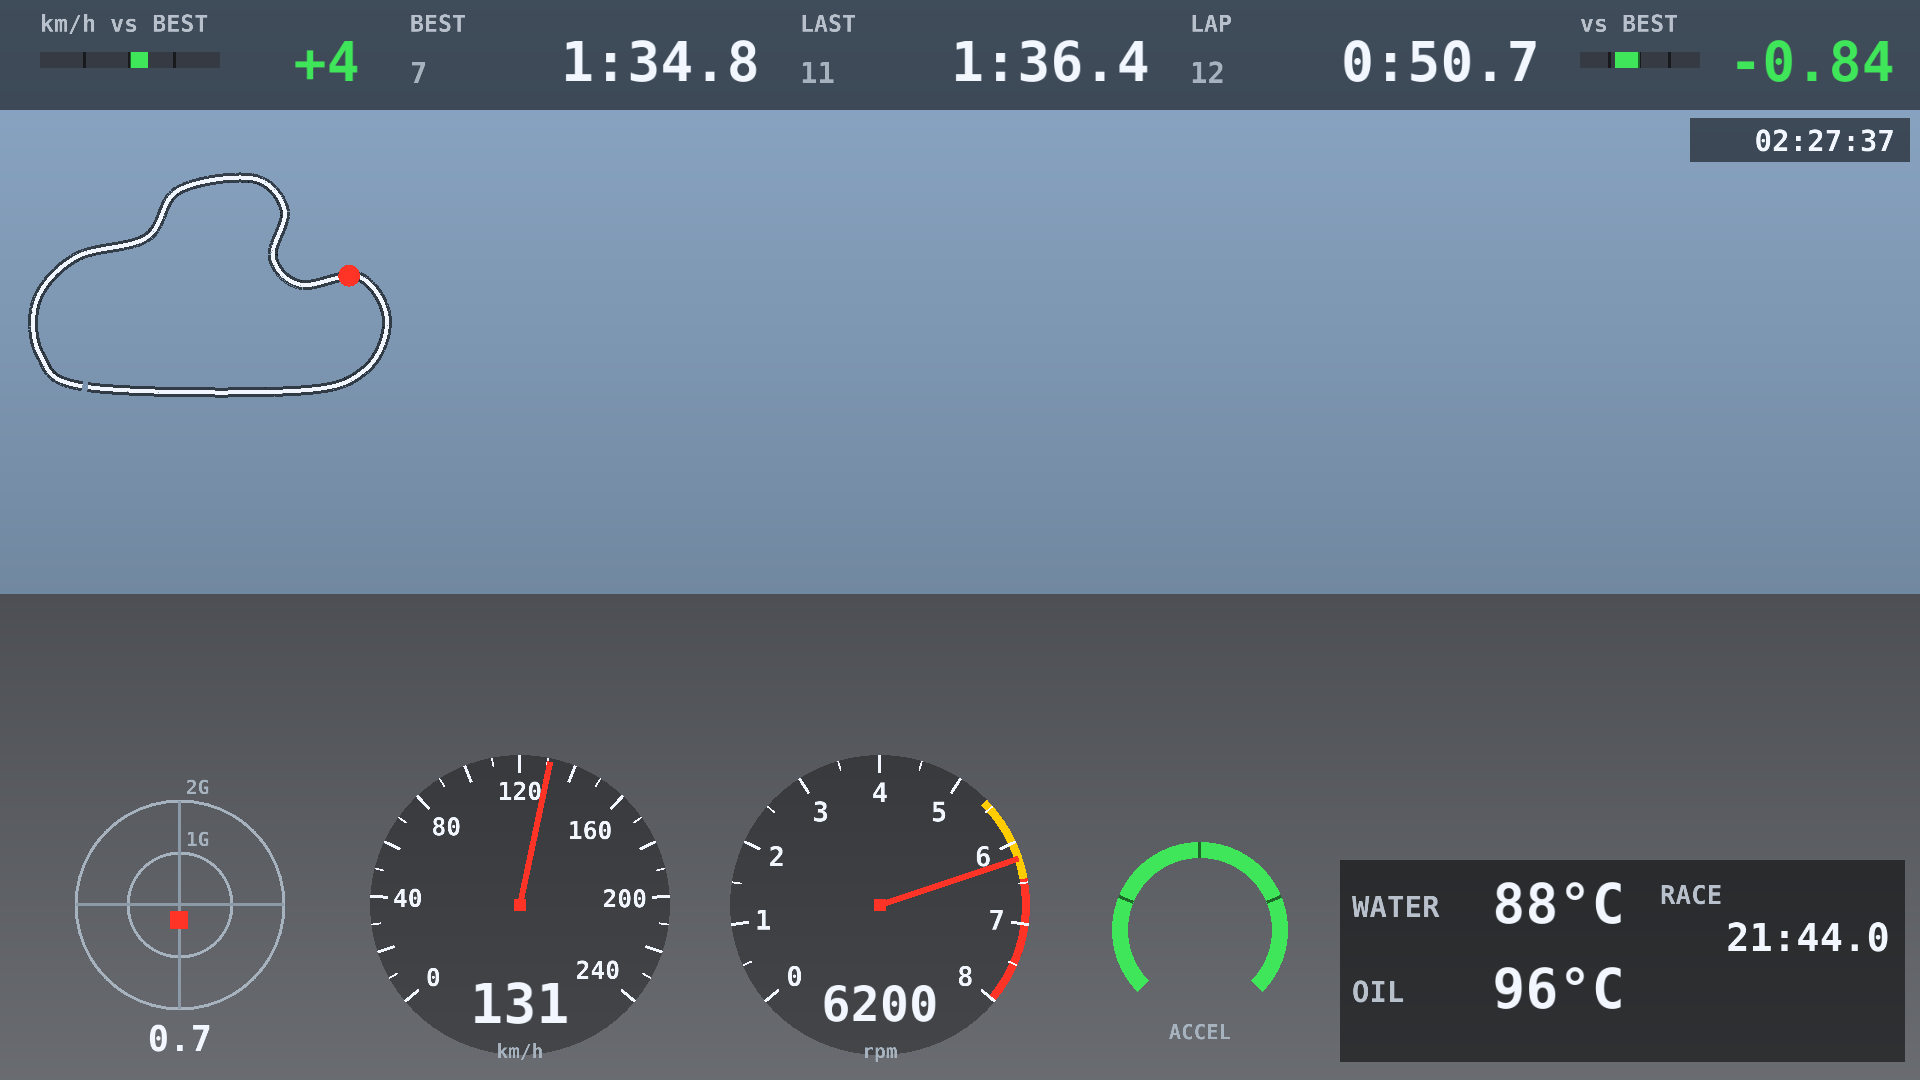 km/h vs BEST
+4
BEST
7
1:34.8
LAST
11
1:36.4
LAP
12
0:50.7
vs BEST
-0.84
02:27:37
2G
1G
0.7
0
40
80
120
160
200
240
131
km/h
0
1
2
3
4
5
6
7
8
6200
rpm
ACCEL
WATER 88°C
OIL 96°C
RACE
21:44.0